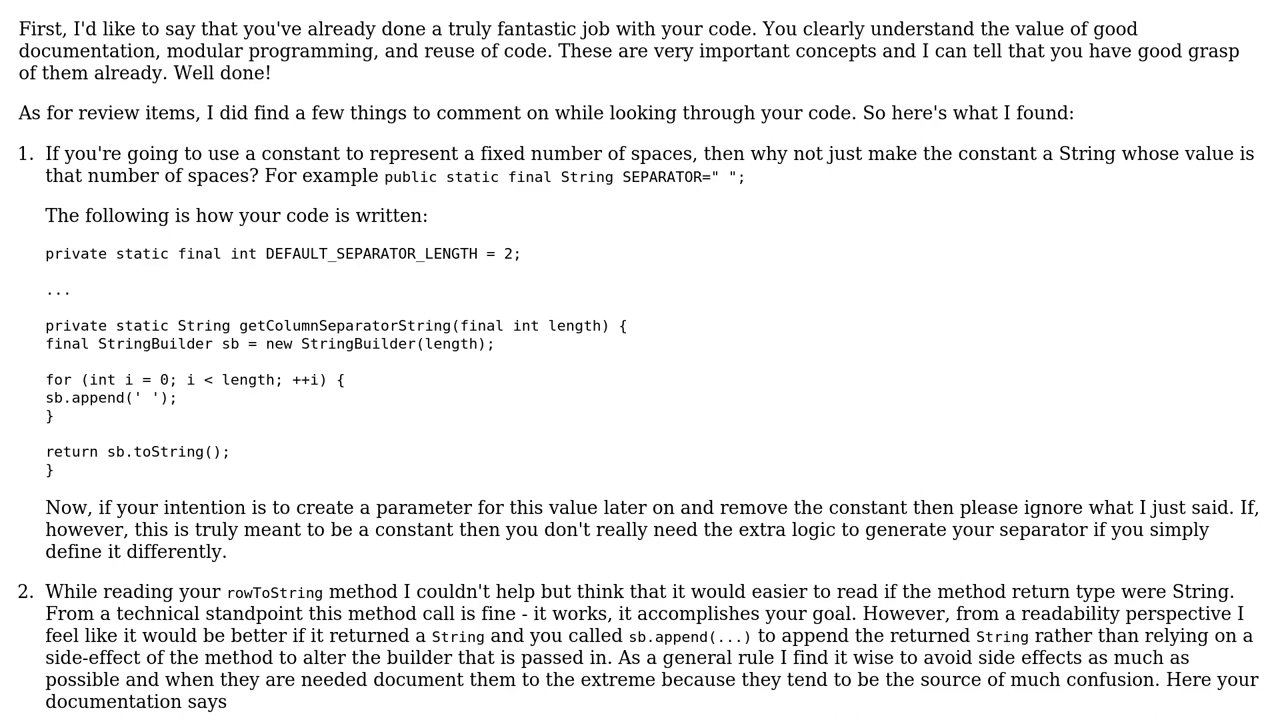 First, I'd like to say that you've already done a truly fantastic job with your code. You clearly understand the value of good
documentation, modular programming, and reuse of code. These are very important concepts and I can tell that you have good grasp
of them already. Well done!
As for review items, I did find a few things to comment on while looking through your code. So here's what I found:
1. If you're going to use a constant to represent a fixed number of spaces, then why not just make the constant a String whose value is
that number of spaces? For example public static final String SEPARATOR=" ";
The following is how your code is written:
private static final int DEFAULT_SEPARATOR_LENGTH = 2;
...
private static String getColumnSeparatorString(final int length) {
final StringBuilder sb = new StringBuilder(length);
for (int i = 0; i < length; ++i) {
sb.append(' ');
}
return sb.toString();
}
Now, if your intention is to create a parameter for this value later on and remove the constant then please ignore what I just said. If,
however, this is truly meant to be a constant then you don't really need the extra logic to generate your separator if you simply
define it differently.
2. While reading your rowToString method I couldn't help but think that it would easier to read if the method return type were String.
From a technical standpoint this method call is fine - it works, it accomplishes your goal. However, from a readability perspective I
feel like it would be better if it returned a String and you called sb.append(...) to append the returned String rather than relying on a
side-effect of the method to alter the builder that is passed in. As a general rule I find it wise to avoid side effects as much as
possible and when they are needed document them to the extreme because they tend to be the source of much confusion. Here your
documentation says